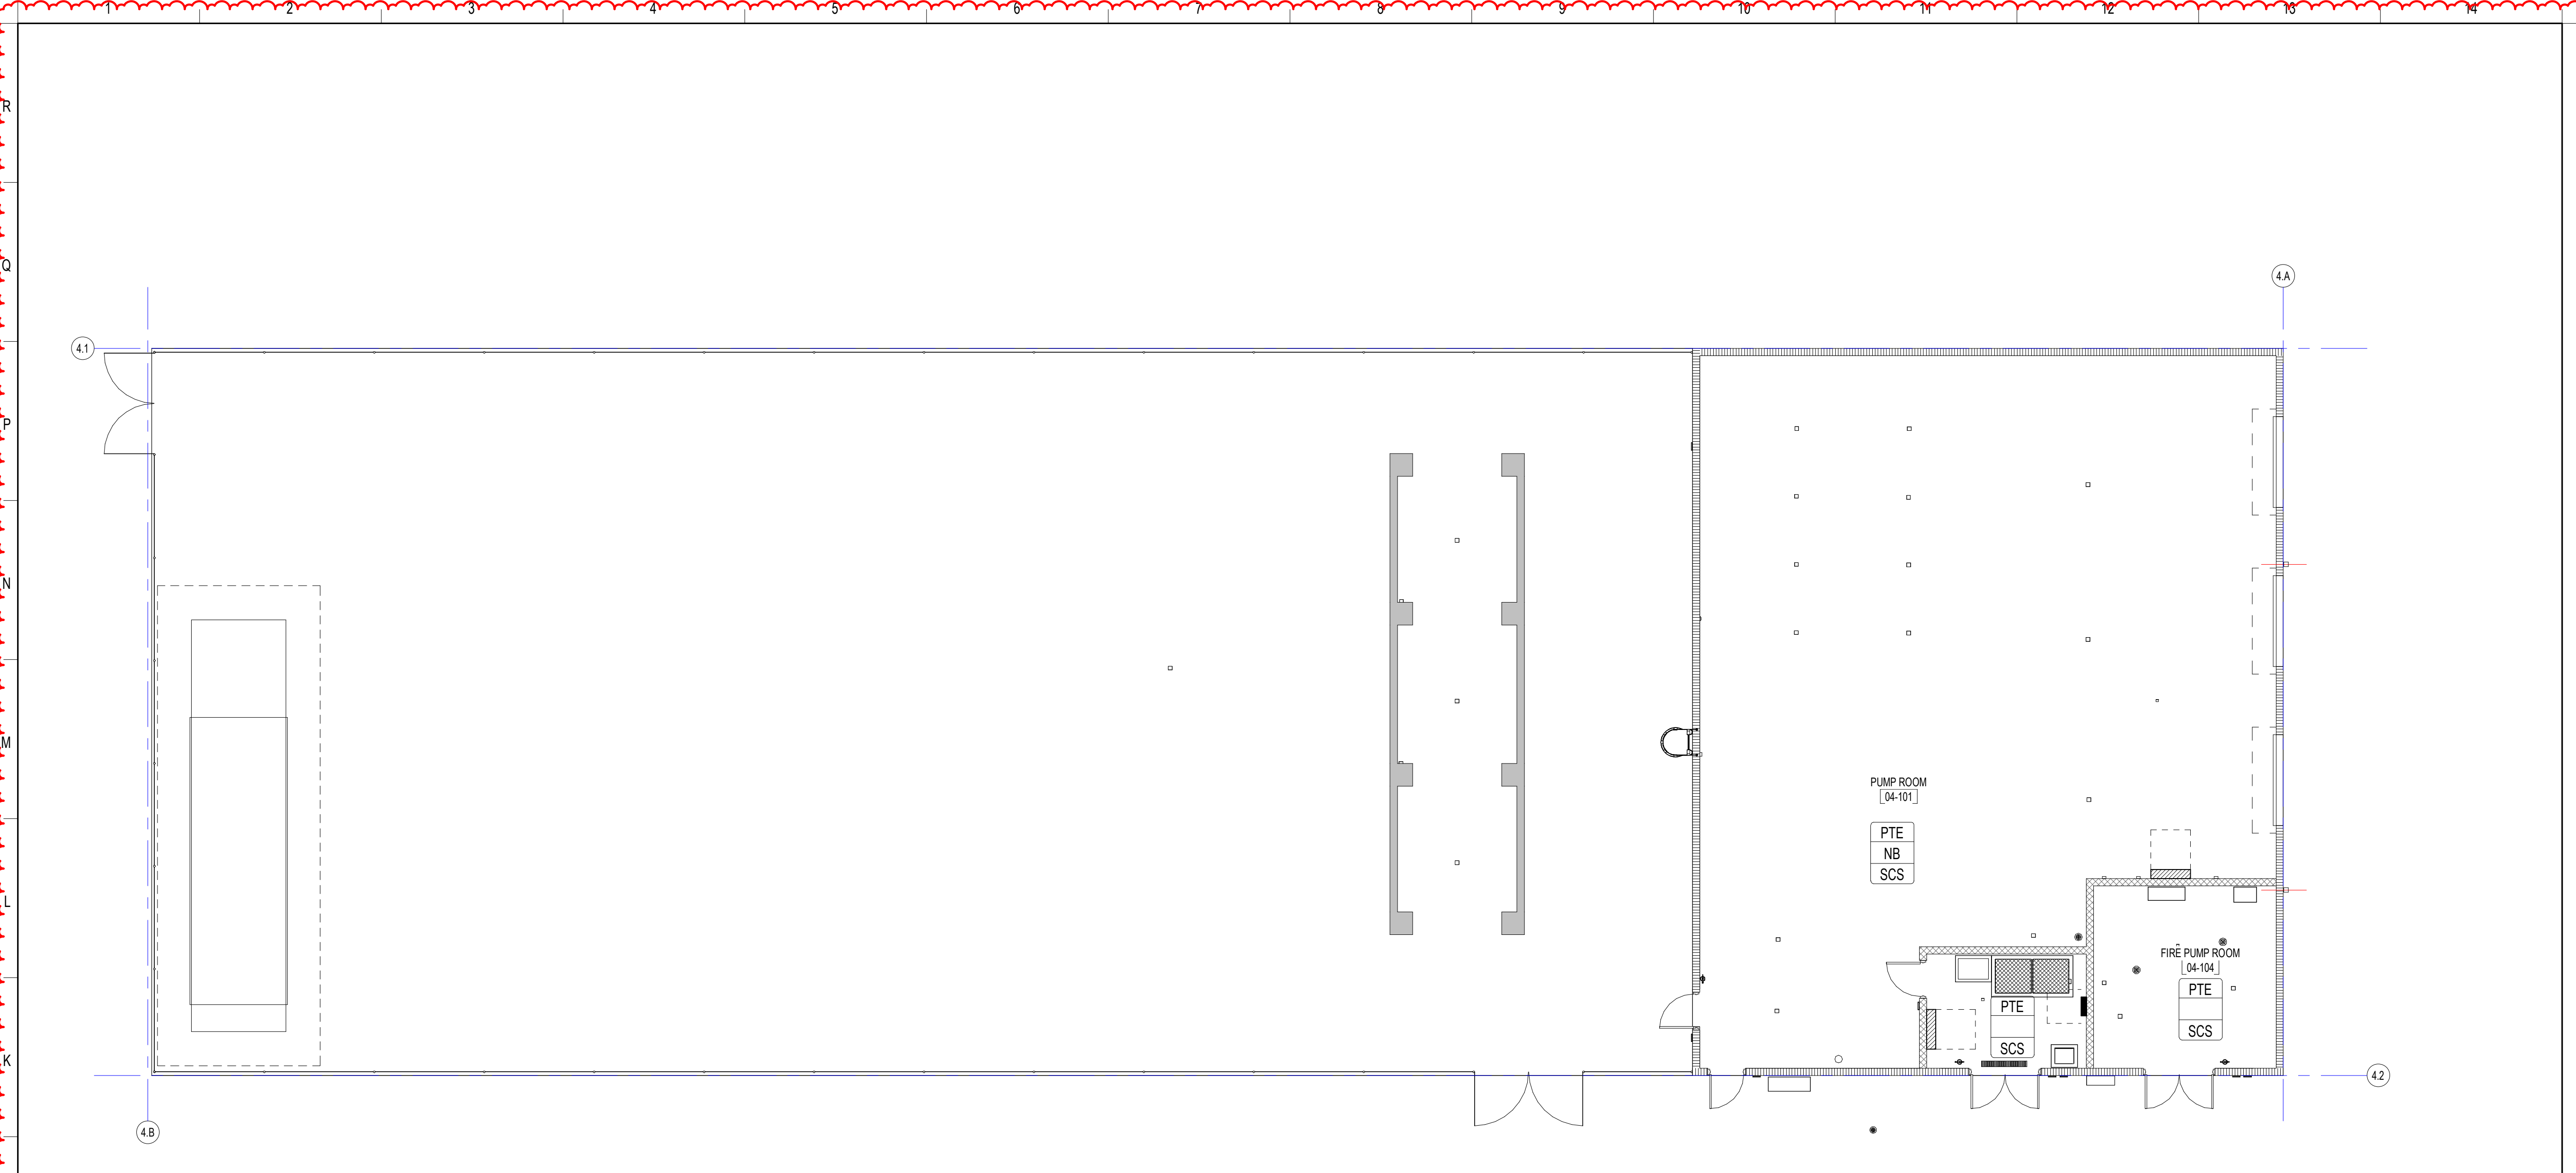 1 2 3 4 5 6 7 8 9 10 11 12 13 14
R
Q
4.A
4.1
P
N
M
PUMP ROOM
04-101
PTE
NB
SCS
L
FIRE PUMP ROOM
04-104
PTE
SCS
PTE
SCS
K
4.2
4.B